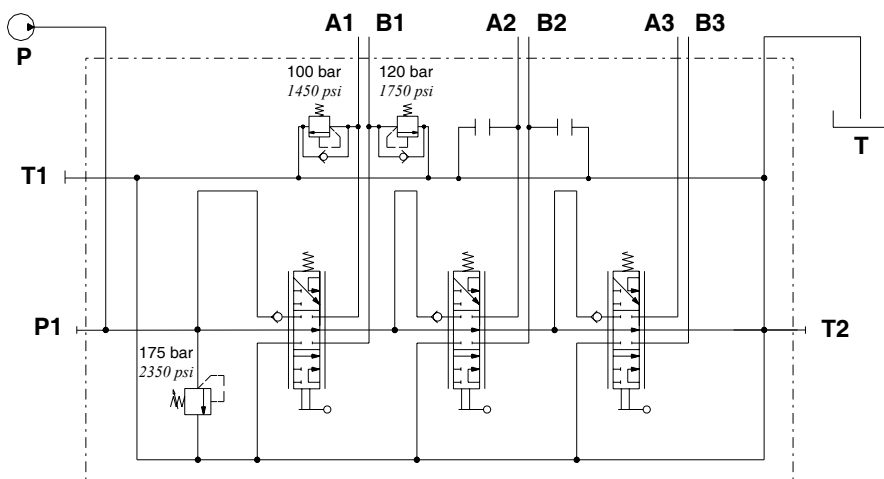 A1 B1 A2 B2 A3 B3
P
100 bar 120 bar
1450 psi 1750 psi
T
T1
P1 T2
175 bar
2350 psi